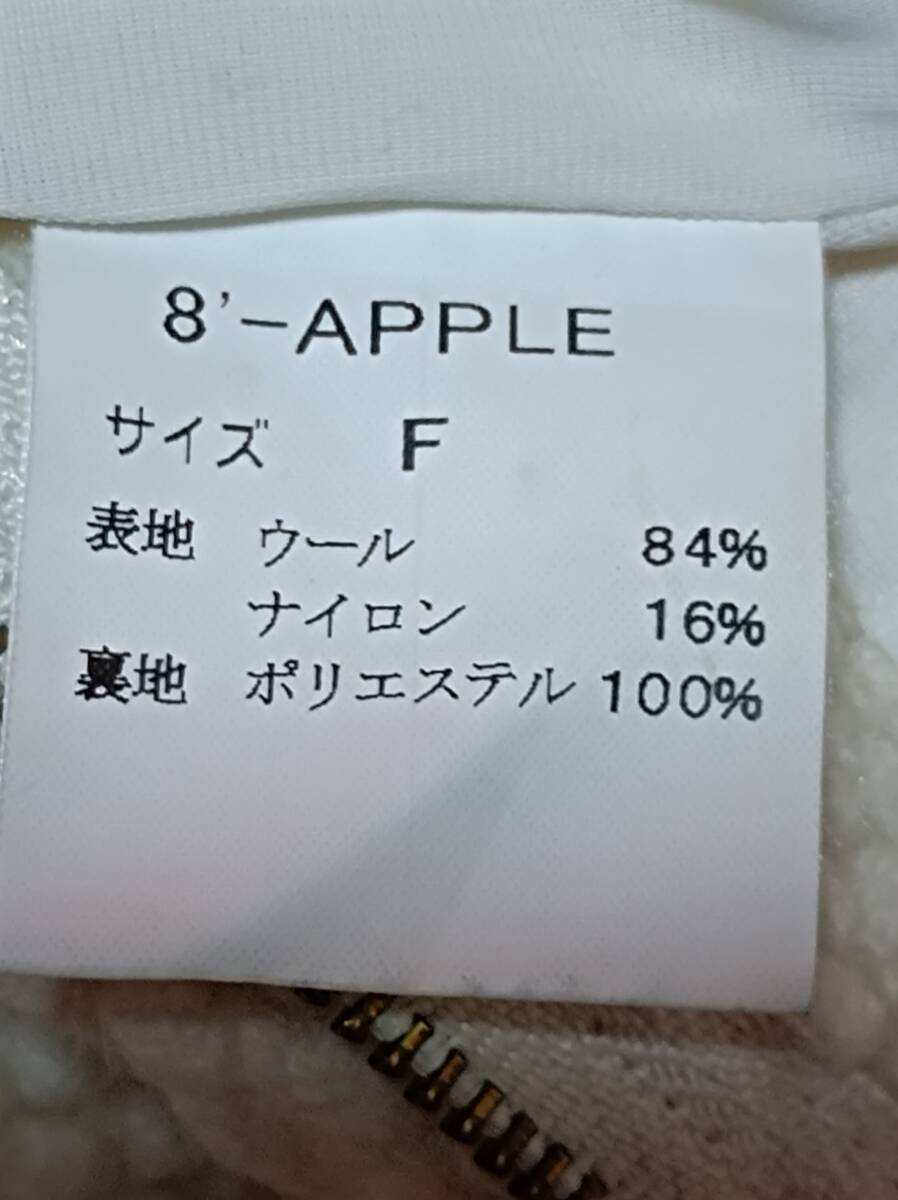 8'-APPLE
サイズ F
表地 ウール 84%
ナイロン 16%
裏地 ポリエステル 100%